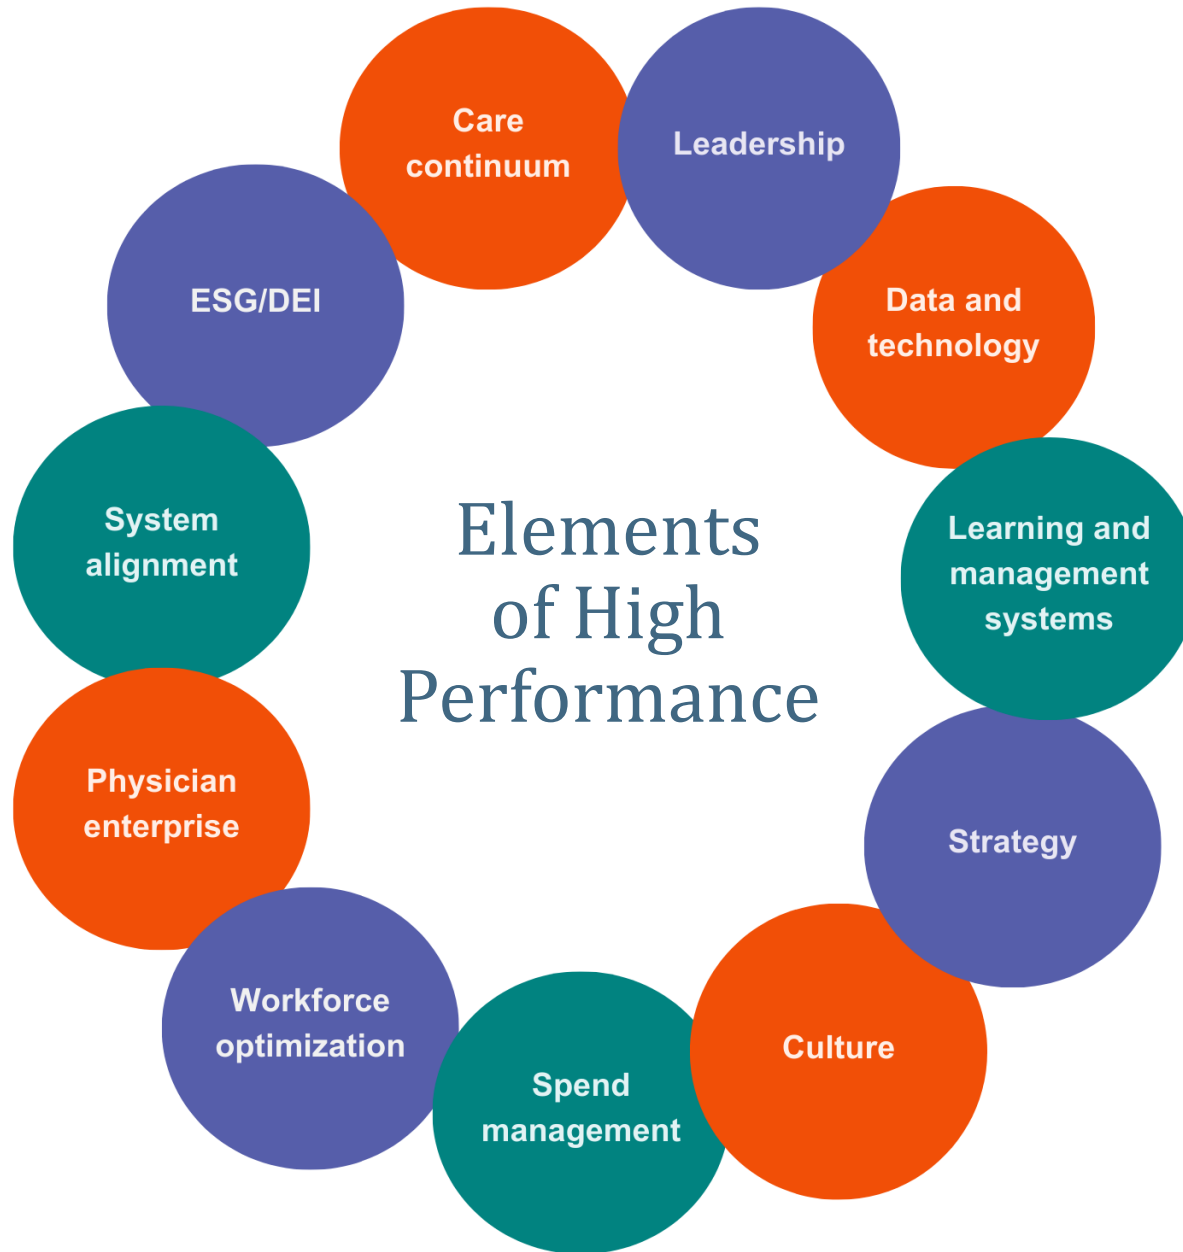 Care
continuum
Leadership
ESG/DEI
Data and
technology
System
alignment
Elements
of High
Performance
Learning and
management
systems
Physician
enterprise
Strategy
Workforce
optimization
Culture
Spend
management